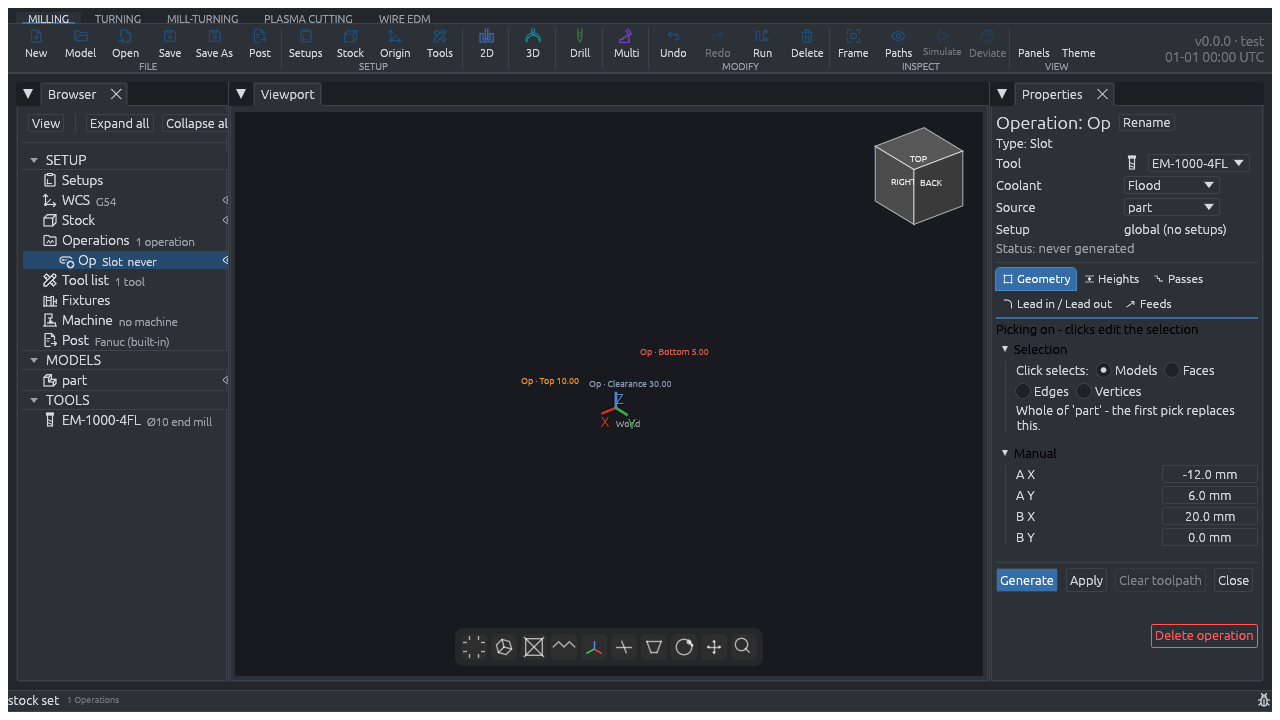 MILLING TURNING MILL-TURNING PLASMA CUTTING WIRE EDM
New Model Open Save Save As Post Setups Stock Origin Tools 2D 3D Drill Multi Undo Redo Run Delete Frame Paths Simulate Deviate Panels Theme
FILE SETUP MODIFY INSPECT VIEW
v0.0.0 · test
01-01 00:00 UTC
Browser
View Expand all Collapse al
SETUP
Setups
WCS G54
Stock
Operations 1 operation
Op Slot never
Tool list 1 tool
Fixtures
Machine no machine
Post Fanuc (built-in)
MODELS
part
TOOLS
EM-1000-4FL Ø10 end mill
Viewport
TOP
RIGHT BACK
Op · Bottom 5.00
Op · Top 10.00 Op · Clearance 30.00
Z
X Y World
Properties
Operation: Op Rename
Type: Slot
Tool EM-1000-4FL
Coolant Flood
Source part
Setup global (no setups)
Status: never generated
Geometry Heights Passes
Lead in / Lead out Feeds
Picking on - clicks edit the selection
Selection
Click selects: Models Faces
Edges Vertices
Whole of 'part' - the first pick replaces
this.
Manual
A X -12.0 mm
A Y 6.0 mm
B X 20.0 mm
B Y 0.0 mm
Generate Apply Clear toolpath Close
Delete operation
stock set 1 Operations